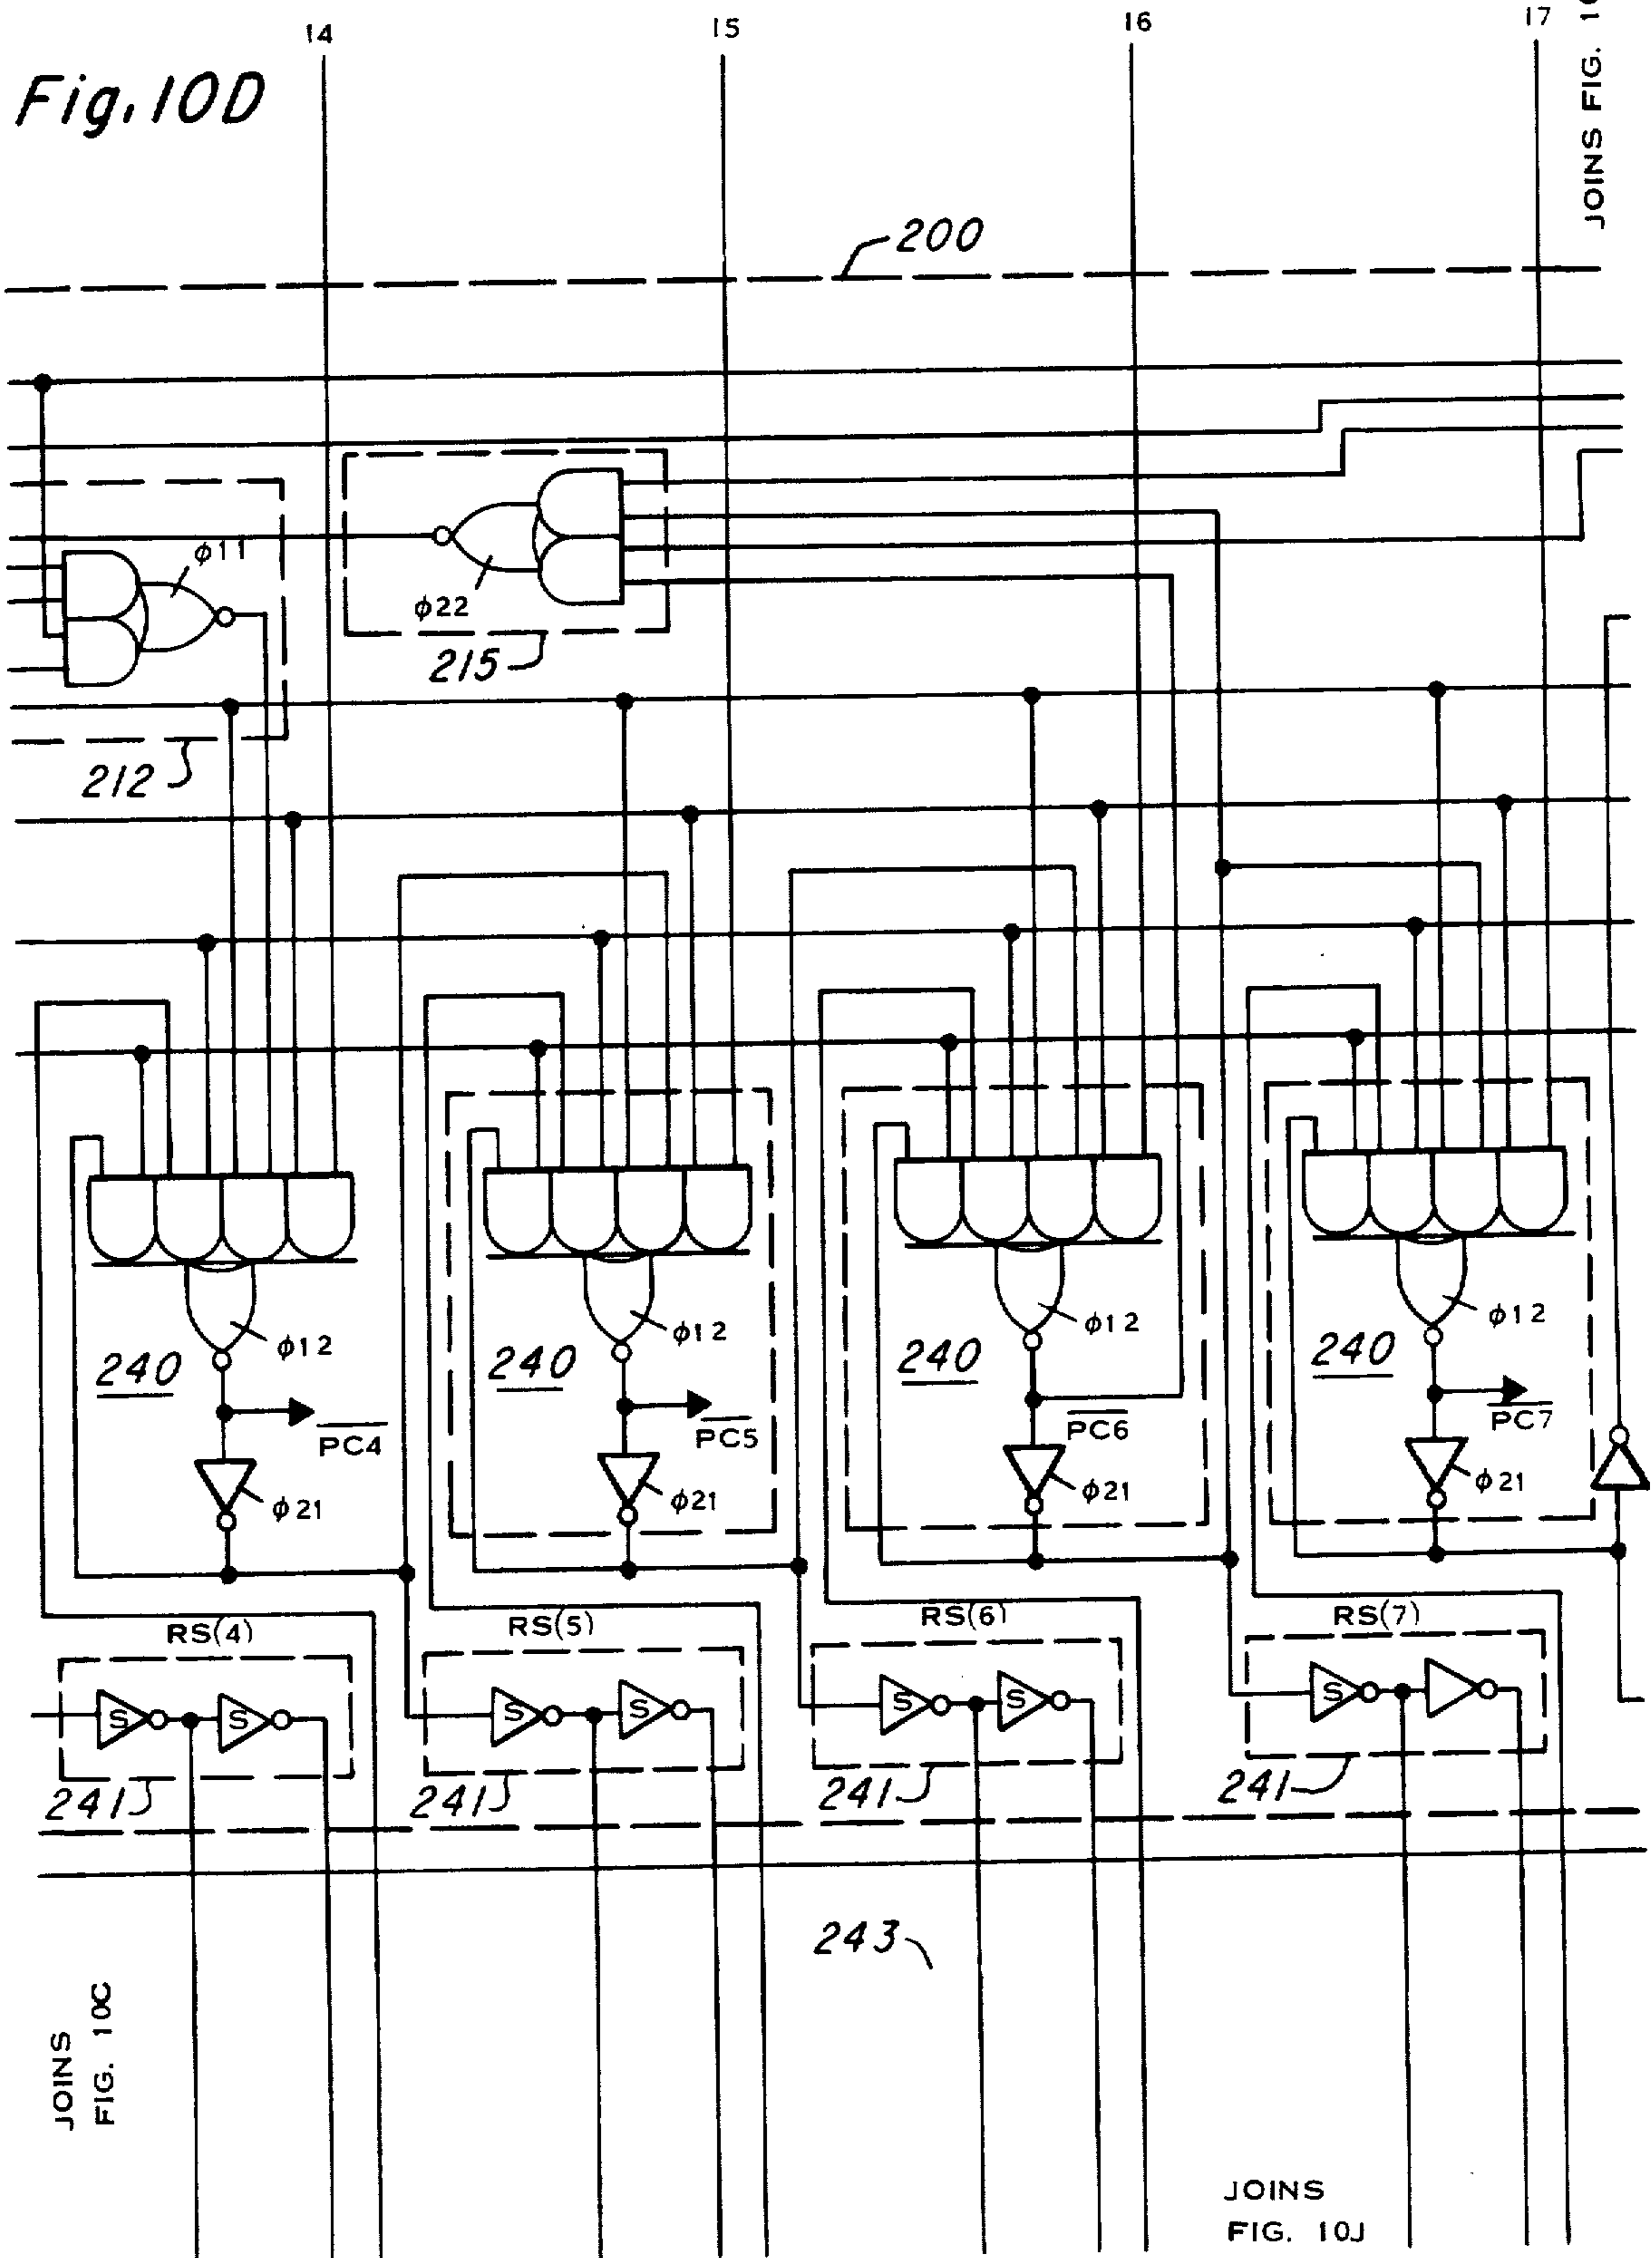 14
15
16
17
Fig. 10D
JOINS FIG.
200
φ11
φ22
215
212
φ12
φ12
φ12
φ12
240
240
240
240
PC4
PC5
PC6
PC7
φ21
φ21
φ21
φ21
RS(4)
RS(5)
RS(6)
RS(7)
S
S
S
S
S
S
S
241
241
241
241
243
JOINS
FIG. 10C
JOINS
FIG. 10J